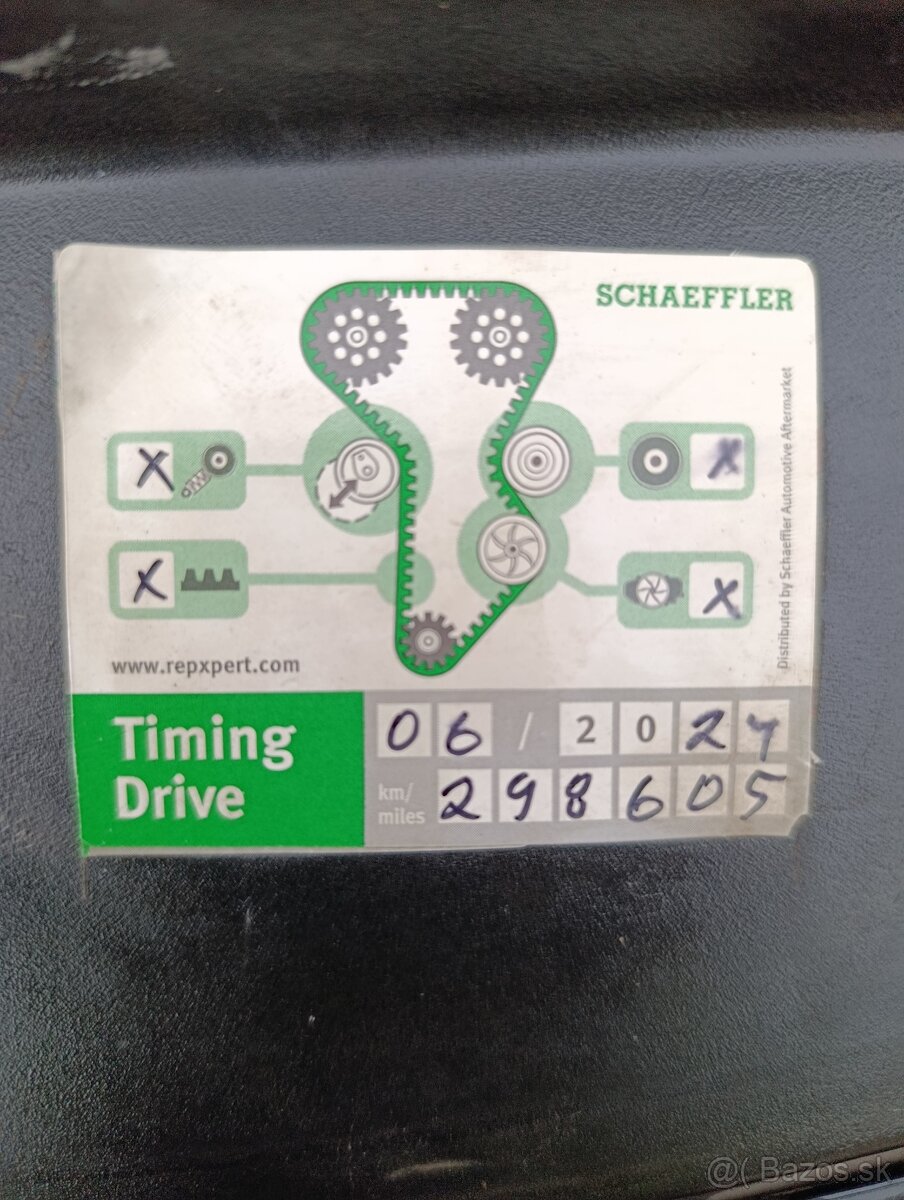 SCHAEFFLER
X
X
X
X
Distributed by Schaeffler Automotive Aftermarket
www.repxpert.com
Timing
Drive
06 / 2024
km/
miles
298605
@( Bazos.sk